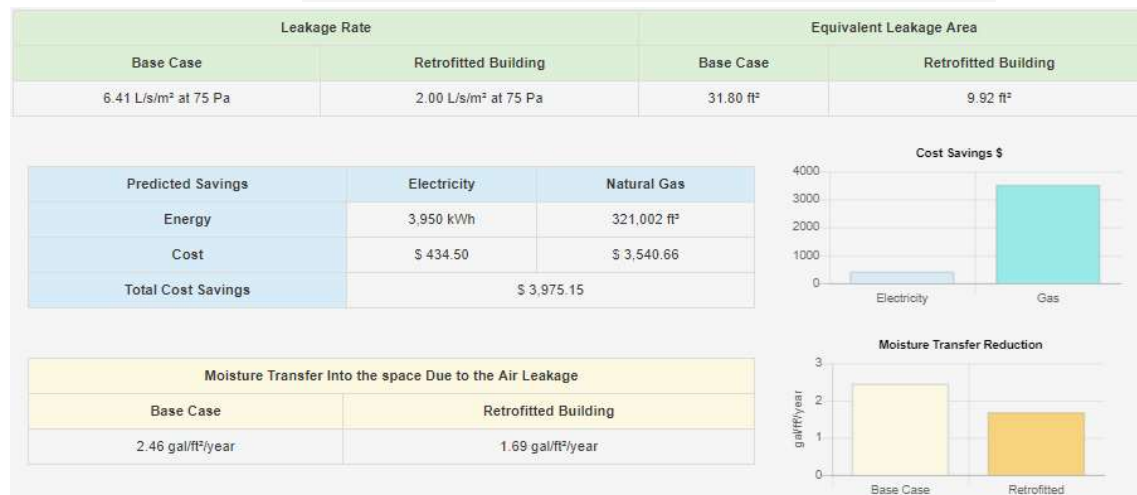 Leakage Rate Equivalent Leakage Area
Base Case Retrofitted Building Base Case Retrofitted Building
6.41 L/s/m² at 75 Pa 2.00 L/s/m² at 75 Pa 31.80 ft² 9.92 ft²
Predicted Savings Electricity Natural Gas
Energy 3,950 kWh 321,002 ft³
Cost $ 434.50 $ 3,540.66
Total Cost Savings $ 3,975.15
Cost Savings $
4000
3000
2000
1000
0
Electricity Gas
Moisture Transfer Into the space Due to the Air Leakage
Base Case Retrofitted Building
2.46 gal/ft²/year 1.69 gal/ft²/year
Moisture Transfer Reduction
gal/ft²/year
3
2
1
0
Base Case Retrofitted